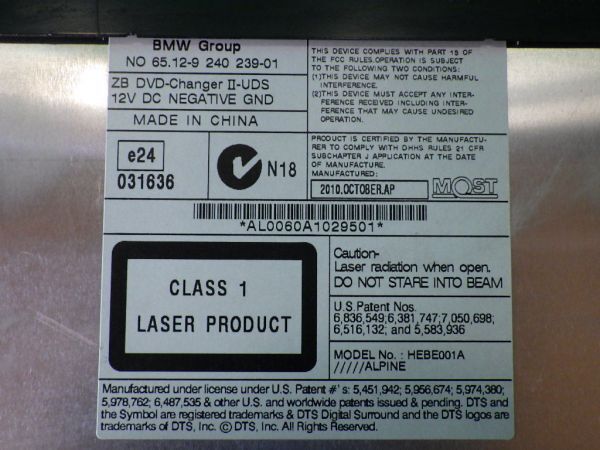 BMW Group
NO 65.12-9 240 239-01
ZB DVD-Changer II-UDS
12V DC NEGATIVE GND
MADE IN CHINA
THIS DEVICE COMPLIES WITH PART 15 OF
THE FCC RULES.OPERATION IS SUBJECT
TO THE FOLLOWING TWO CONDITIONS:
(1)THIS DEVICE MAY NOT CAUSE HARMFUL
INTERFERENCE.
(2)THIS DEVICE MUST ACCEPT ANY INTER-
FERENCE RECEIVED INCLUDING INTER-
FERENCE THAT MAY CAUSE UNDESIRED
OPERATION.
e24
031636
N18
PRODUCT IS CERTIFIED BY THE MANUFACTU-
RER TO COMPLY WITH DHHS RULES 21 CFR
SUBCHAPTER J APPLICATION AT THE DATE
OF MANUFACTURE.
MANUFACTURED.
2010.OCTOBER.AP
MOST
*AL0060A1029501*
CLASS 1
LASER PRODUCT
Caution-
Laser radiation when open.
DO NOT STARE INTO BEAM
U.S.Patent Nos.
6,836,549;6,381,747;7,050,698;
6,516,132; and 5,583,936
MODEL No.: HEBE001A
/////ALPINE
Manufactured under license under U.S. Patent #'s: 5,451,942; 5,956,674; 5,974,380;
5,978,762; 6,487,535 & other U.S. and worldwide patents issued & pending. DTS and
the Symbol are registered trademarks & DTS Digital Surround and the DTS logos are
trademarks of DTS, Inc. © DTS, Inc. All Rights Reserved.